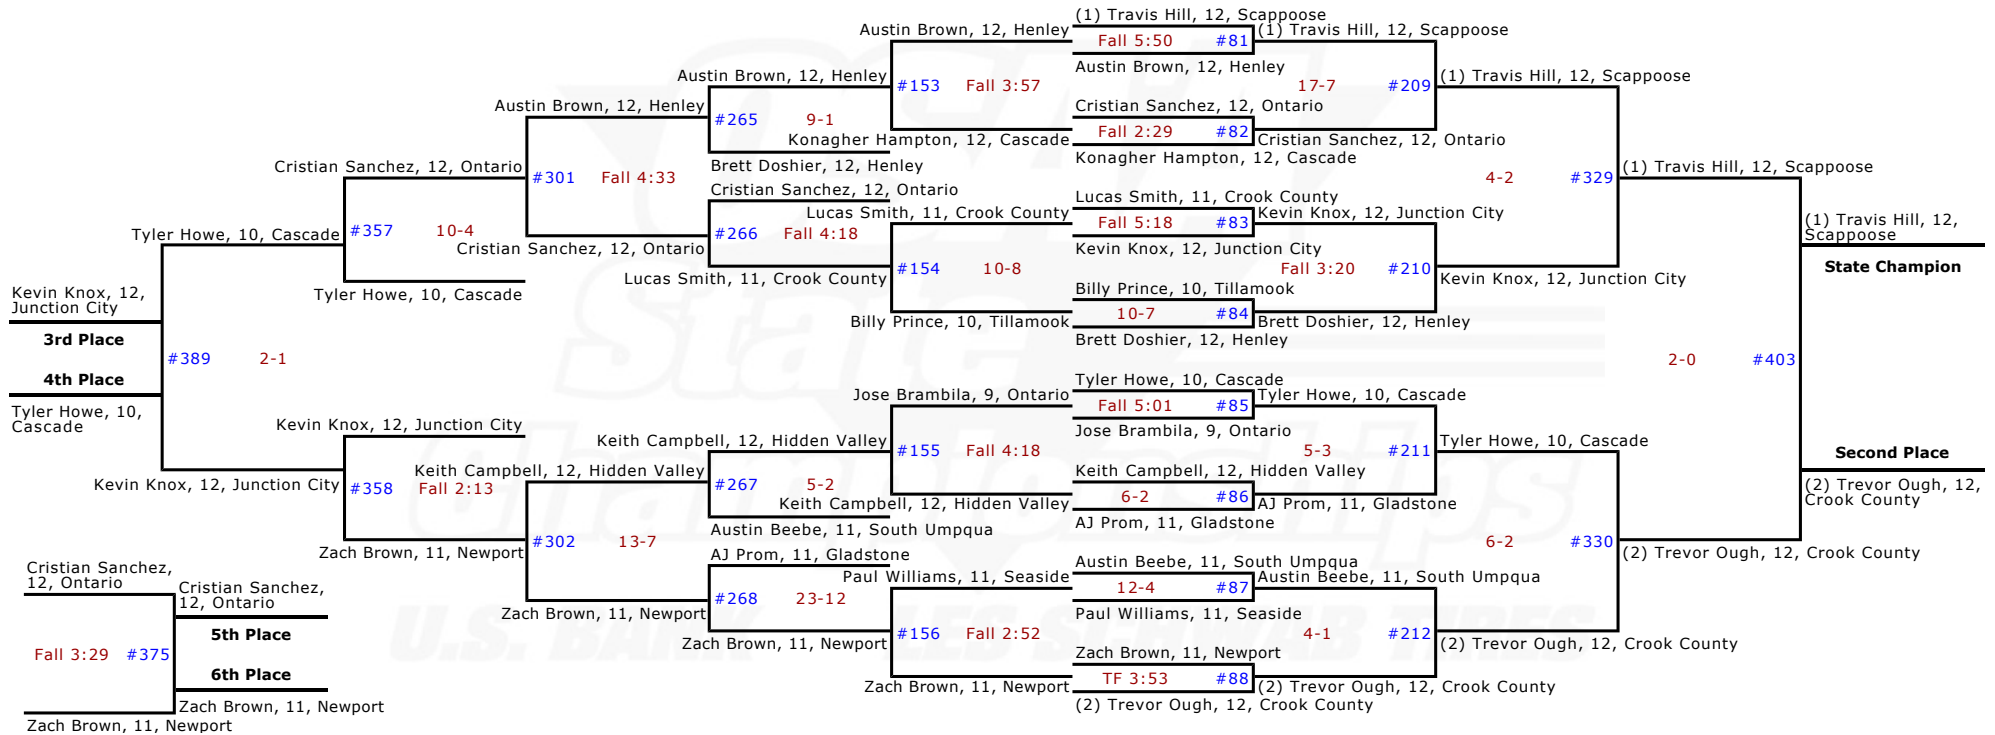 (1) Travis Hill, 12, Scappoose
Austin Brown, 12, Henley
Fall 5:50 #81
(1) Travis Hill, 12, Scappoose
Austin Brown, 12, Henley
Austin Brown, 12, Henley
(1) Travis Hill, 12, Scappoose
#153 Fall 3:57
17-7 #209
Austin Brown, 12, Henley
Cristian Sanchez, 12, Ontario
#265 9-1
Konagher Hampton, 12, Cascade
Fall 2:29 #82
Cristian Sanchez, 12, Ontario
Brett Doshier, 12, Henley
Konagher Hampton, 12, Cascade
Cristian Sanchez, 12, Ontario
#301 Fall 4:33
4-2 #329
(1) Travis Hill, 12, Scappoose
Cristian Sanchez, 12, Ontario
Lucas Smith, 11, Crook County
Lucas Smith, 11, Crook County
Fall 5:18 #83
Kevin Knox, 12, Junction City
(1) Travis Hill, 12,
Scappoose
Tyler Howe, 10, Cascade
#357 10-4
#266 Fall 4:18
Cristian Sanchez, 12, Ontario
Kevin Knox, 12, Junction City
State Champion
#154 10-8
Fall 3:20 #210
Lucas Smith, 11, Crook County
Kevin Knox, 12, Junction City
Tyler Howe, 10, Cascade
Billy Prince, 10, Tillamook
Kevin Knox, 12,
Junction City
Billy Prince, 10, Tillamook
10-7 #84
Brett Doshier, 12, Henley
3rd Place
Brett Doshier, 12, Henley
#389 2-1
2-0 #403
State
4th Place
Tyler Howe, 10, Cascade
Tyler Howe, 10,
Cascade
Jose Brambila, 9, Ontario
Fall 5:01 #85
Tyler Howe, 10, Cascade
Kevin Knox, 12, Junction City
Jose Brambila, 9, Ontario
Keith Campbell, 12, Hidden Valley
#155 Fall 4:18
5-3 #211
Tyler Howe, 10, Cascade
Second Place
Keith Campbell, 12, Hidden Valley
Keith Campbell, 12, Hidden Valley
Kevin Knox, 12, Junction City
#358 Fall 2:13
#267 5-2
6-2 #86
(2) Trevor Ough, 12,
Crook County
Keith Campbell, 12, Hidden Valley
AJ Prom, 11, Gladstone
Championships
Austin Beebe, 11, South Umpqua
AJ Prom, 11, Gladstone
Zach Brown, 11, Newport
#302 13-7
6-2 #330
(2) Trevor Ough, 12, Crook County
AJ Prom, 11, Gladstone
Austin Beebe, 11, South Umpqua
Cristian Sanchez,
12, Ontario
Paul Williams, 11, Seaside
12-4 #87
Austin Beebe, 11, South Umpqua
Cristian Sanchez,
12, Ontario
#268 23-12
Zach Brown, 11, Newport
Paul Williams, 11, Seaside
5th Place
#156 Fall 2:52
4-1 #212
U.S. BANK LES SCHWAB TIRES
Zach Brown, 11, Newport
(2) Trevor Ough, 12, Crook County
Fall 3:29 #375
Zach Brown, 11, Newport
6th Place
Zach Brown, 11, Newport
TF 3:53 #88
(2) Trevor Ough, 12, Crook County
Zach Brown, 11, Newport
(2) Trevor Ough, 12, Crook County
Zach Brown, 11, Newport
OSAA